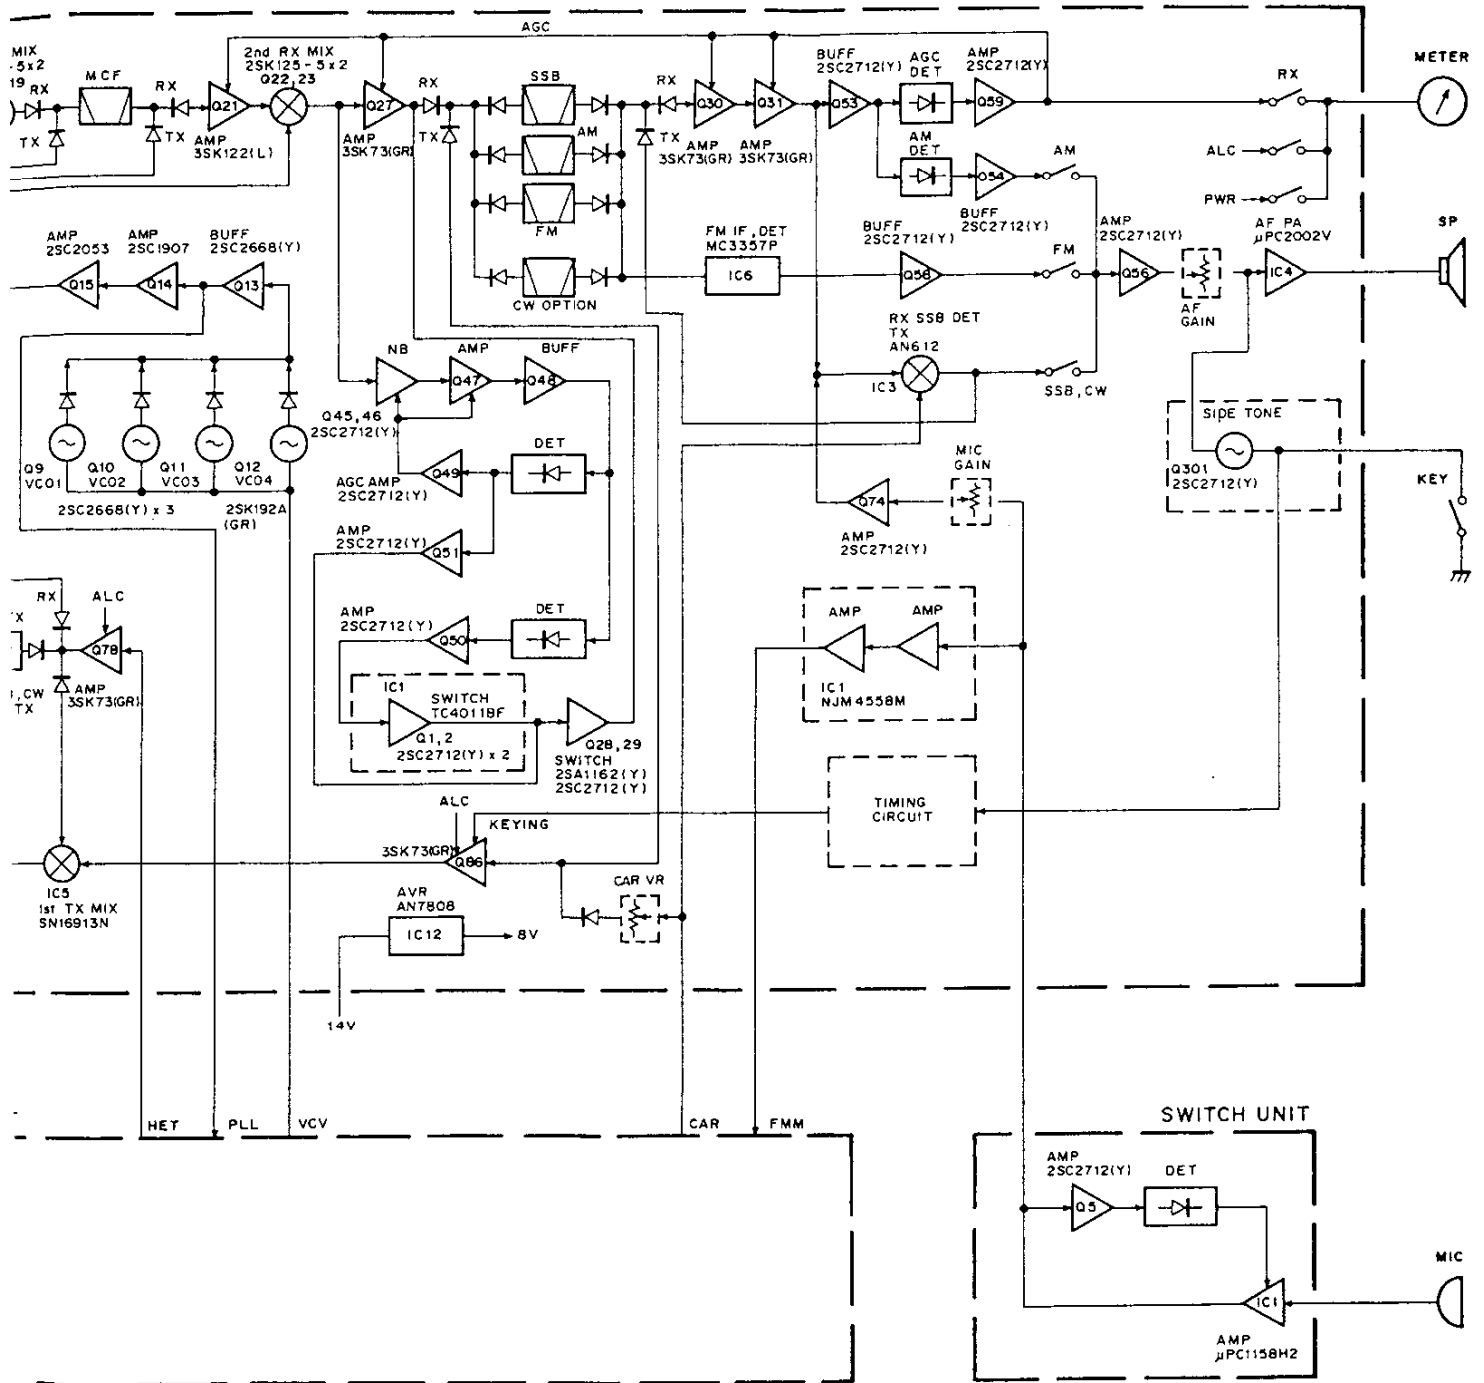 AGC
MIX
-5x2
19
RX
TX
MCF
RX
TX
Q21
AMP
3SK122(L)
2nd RX MIX
2SK125-5x2
Q22,23
Q27
AMP
3SK73(GR)
RX
TX
SSB
AM
FM
CW OPTION
RX
TX
Q30
AMP
3SK73(GR)
Q31
AMP
3SK73(GR)
BUFF
2SC2712(Y)
Q53
AGC
DET
AMP
2SC2712(Y)
Q59
AM
DET
Q54
BUFF
2SC2712(Y)
AM
RX
ALC
PWR
METER
SP
AMP
2SC2053
Q15
AMP
2SC1907
Q14
BUFF
2SC2668(Y)
Q13
FM IF,DET
MC3357P
IC6
BUFF
2SC2712(Y)
Q58
FM
AMP
2SC2712(Y)
Q56
AF
GAIN
AF PA
μPC2002V
IC4
RX SSB DET
TX
AN612
IC3
SSB,CW
NB
Q45,46
2SC2712(Y)
AMP
Q47
BUFF
Q48
Q9
VCO1
Q10
VCO2
Q11
VCO3
Q12
VCO4
2SC2668(Y)x3
2SK192A
(GR)
Q49
AGC AMP
2SC2712(Y)
DET
AMP
2SC2712(Y)
Q51
MIC
GAIN
Q74
AMP
2SC2712(Y)
SIDE TONE
Q301
2SC2712(Y)
KEY
RX
ALC
Q78
AMP
3SK73(GR)
,CW
TX
AMP
2SC2712(Y)
Q50
DET
IC1
SWITCH
TC4011BF
Q1,2
2SC2712(Y)x2
Q28,29
SWITCH
2SA1162(Y)
2SC2712(Y)
AMP
AMP
IC1
NJM4558M
TIMING
CIRCUIT
ALC
KEYING
3SK73(GR)
Q86
IC5
1st TX MIX
SN16913N
AVR
AN7808
IC12
8V
14V
CAR VR
HET
PLL
VCV
CAR
FMM
SWITCH UNIT
AMP
2SC2712(Y)
Q5
DET
IC1
AMP
μPC1158H2
MIC